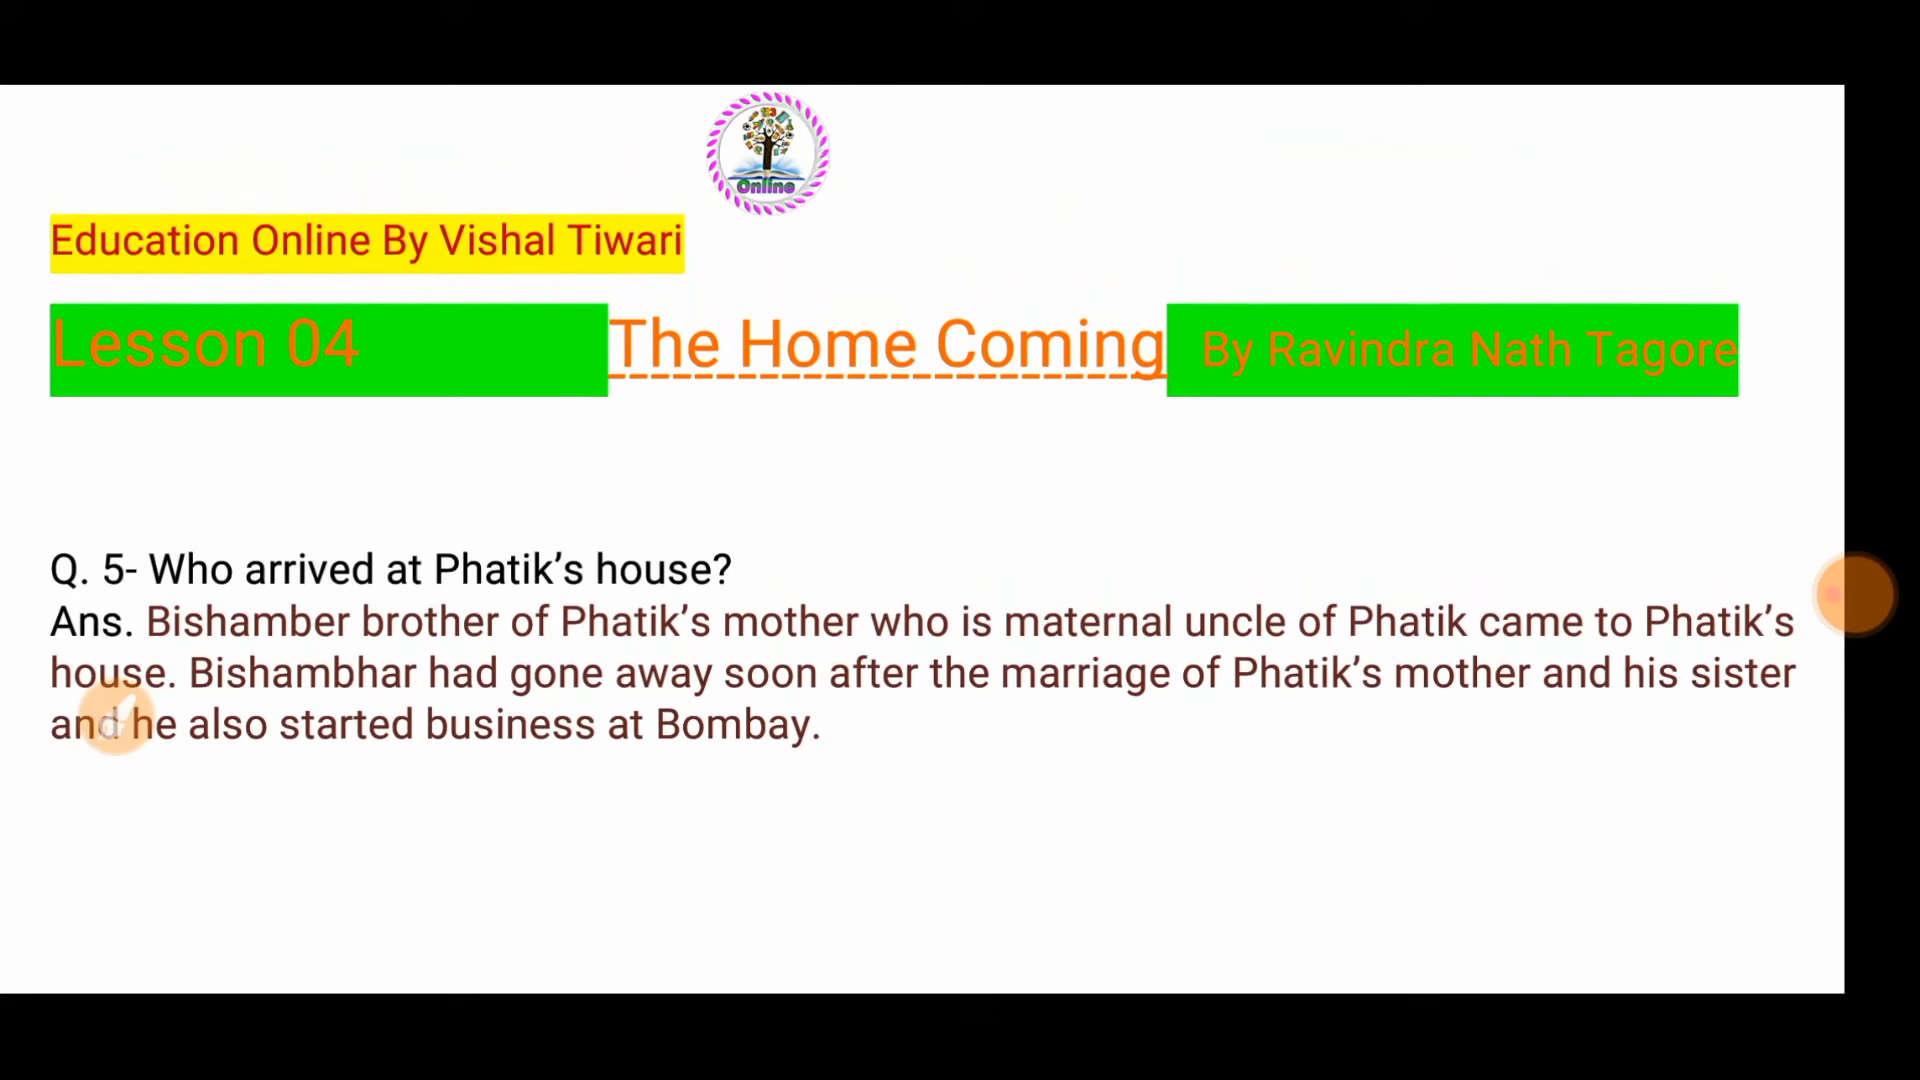 Online
Education Online By Vishal Tiwari
Lesson 04 The Home Coming By Ravindra Nath Tagore
Q. 5- Who arrived at Phatik’s house?
Ans. Bishamber brother of Phatik’s mother who is maternal uncle of Phatik came to Phatik’s
house. Bishambhar had gone away soon after the marriage of Phatik’s mother and his sister
and he also started business at Bombay.